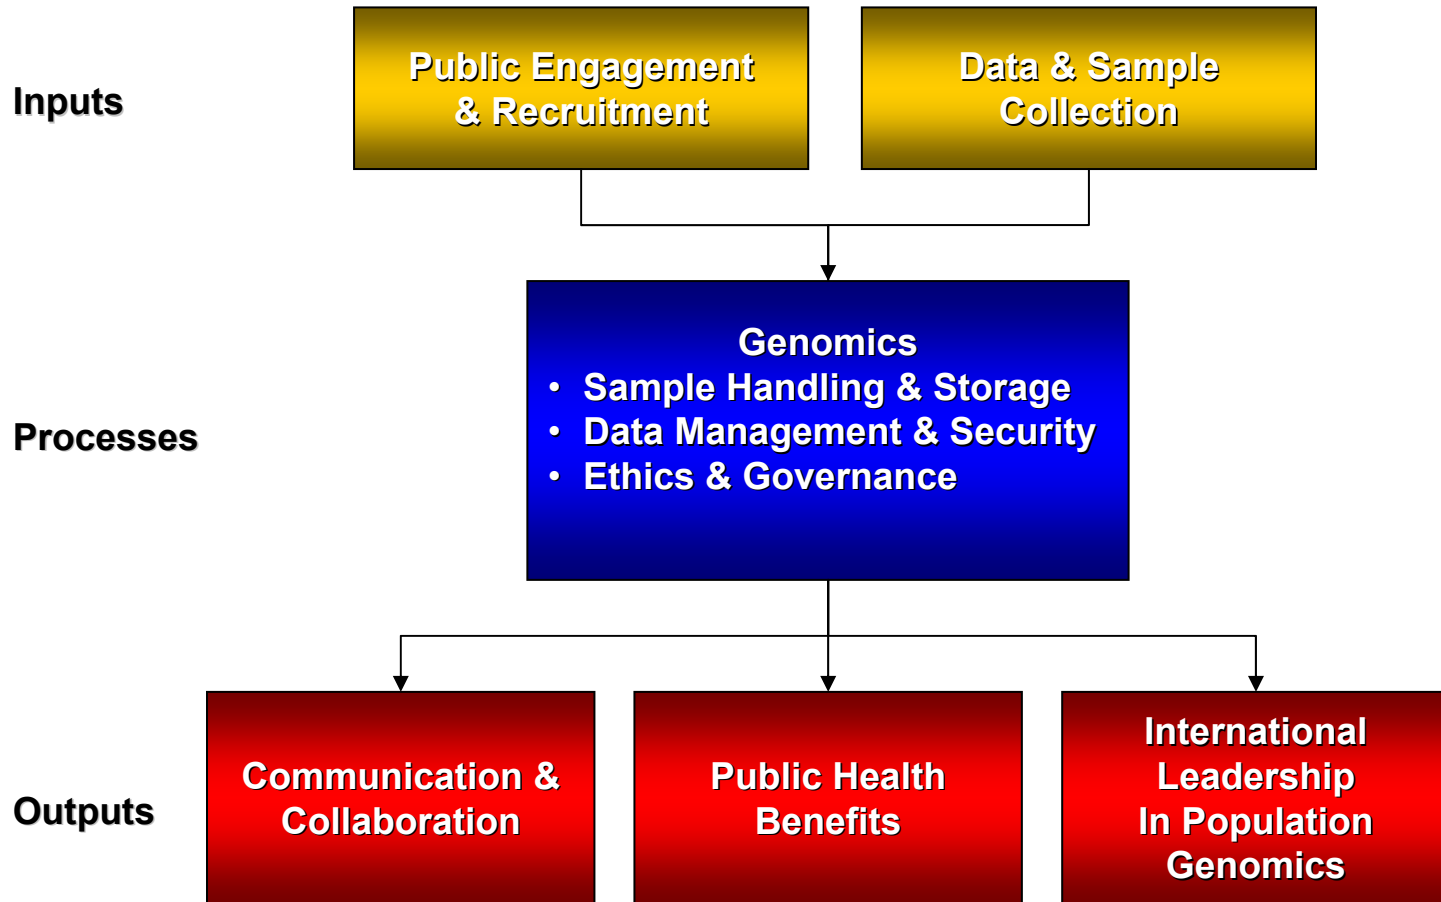 Inputs
Public Engagement
& Recruitment
Data & Sample
Collection
Processes
Genomics
• Sample Handling & Storage
• Data Management & Security
• Ethics & Governance
Outputs
Communication &
Collaboration
Public Health
Benefits
International
Leadership
In Population
Genomics